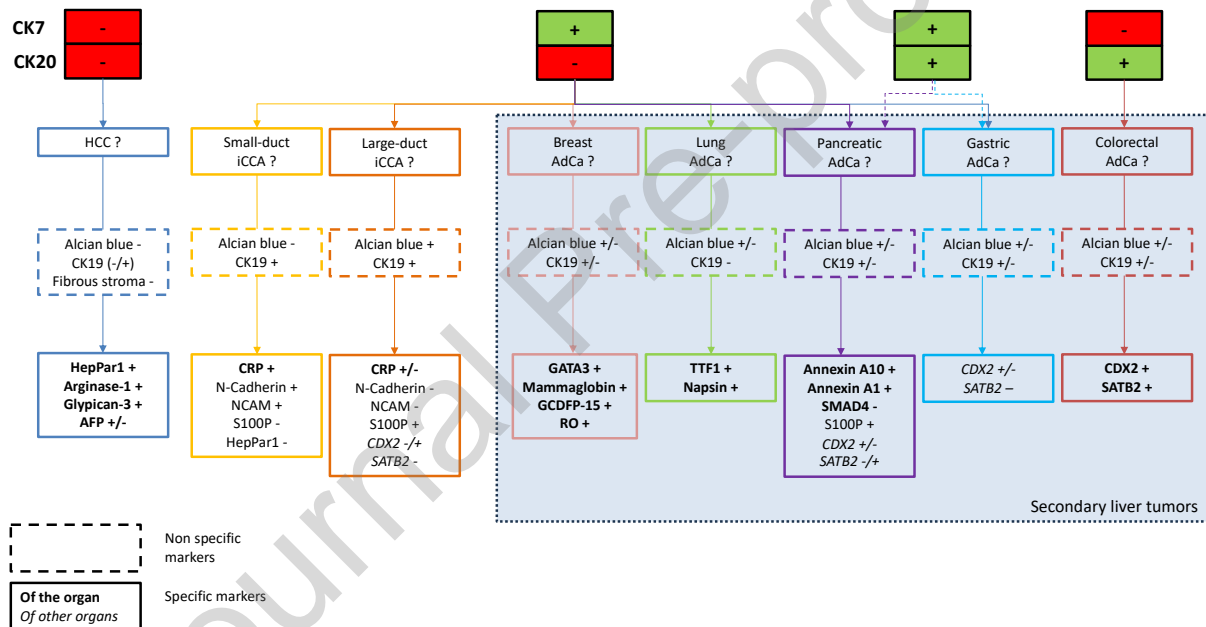 CK7
CK20
-
-
+
-
+
+
-
+
HCC ?
Small-duct
iCCA ?
Large-duct
iCCA ?
Breast
AdCa ?
Lung
AdCa ?
Pancreatic
AdCa ?
Gastric
AdCa ?
Colorectal
AdCa ?
Alcian blue -
CK19 (-/+)
Fibrous stroma -
Alcian blue -
CK19 +
Alcian blue +
CK19 +
Alcian blue +/-
CK19 +/-
Alcian blue +/-
CK19 -
Alcian blue +/-
CK19 +/-
Alcian blue +/-
CK19 +/-
Alcian blue +/-
CK19 +/-
HepPar1 +
Arginase-1 +
Glypican-3 +
AFP +/-
CRP +
N-Cadherin +
NCAM +
S100P -
HepPar1 -
CRP +/-
N-Cadherin -
NCAM -
S100P +
CDX2 -/+
SATB2 -
GATA3 +
Mammaglobin +
GCDFP-15 +
RO +
TTF1 +
Napsin +
Annexin A10 +
Annexin A1 +
SMAD4 -
S100P +
CDX2 +/-
SATB2 -/+
CDX2 +/-
SATB2 –
CDX2 +
SATB2 +
Secondary liver tumors
Non specific
markers
Of the organ
Of other organs
Specific markers
ournal Pre-pro